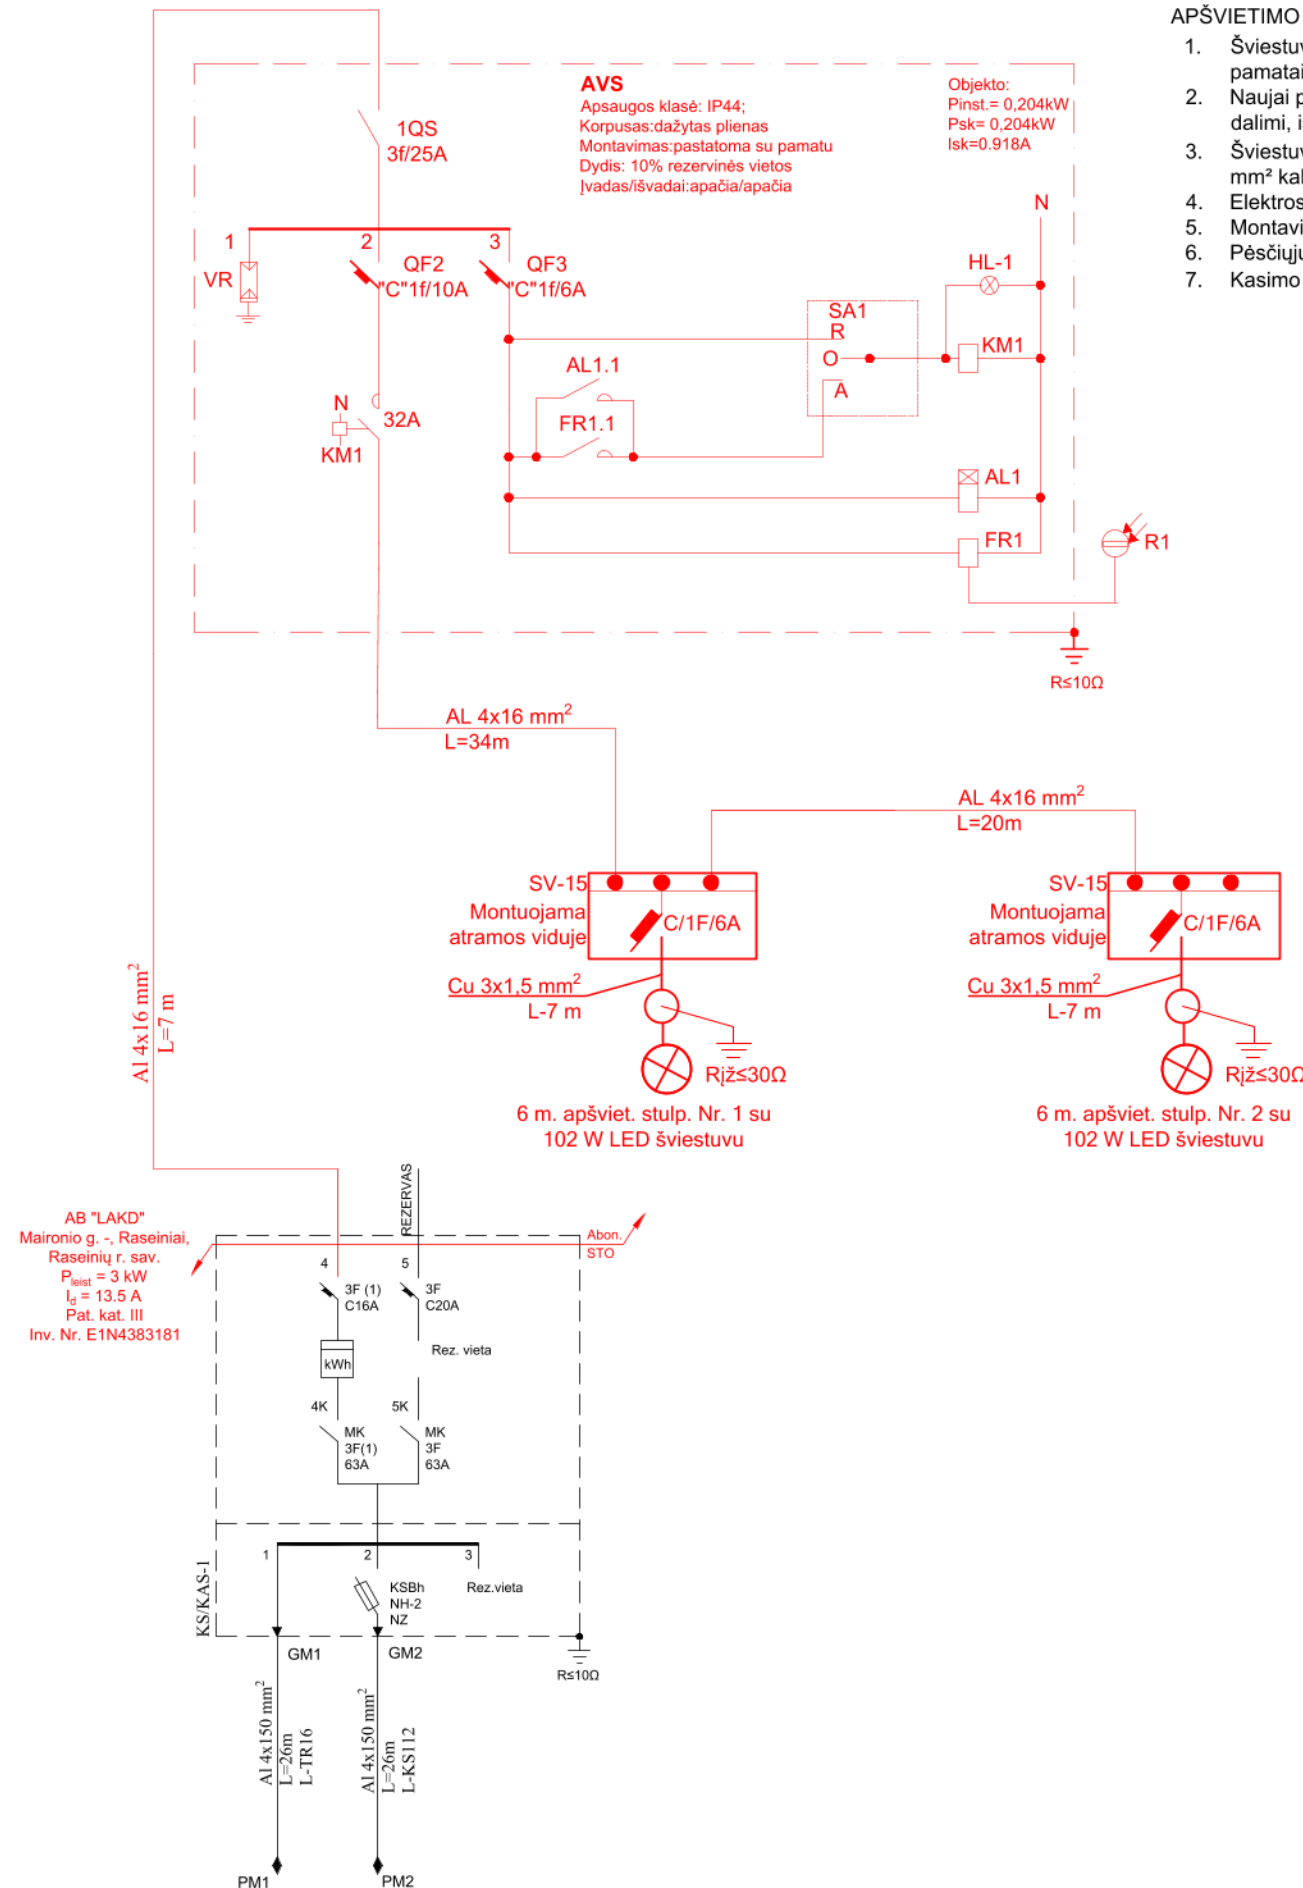 APŠVIETIMO
1. Šviestuv
pamatai
2. Naujai p
dalimi, i
3. Šviestuv
mm² kal
4. Elektros
5. Montavi
6. Pėsčiųjų
7. Kasimo
AVS
Apsaugos klasė: IP44;
Korpusas:dažytas plienas
Montavimas:pastatoma su pamatu
Dydis: 10% rezervinės vietos
Įvadas/išvadai:apačia/apačia
Objekto:
Pinst.= 0,204kW
Psk= 0,204kW
Isk=0.918A
1QS
3f/25A
1
2
3
VR
QF2
"C"1f/10A
QF3
"C"1f/6A
N
HL-1
SA1
R
O
A
KM1
AL1.1
FR1.1
N
32A
KM1
AL1
FR1
R1
R≤10Ω
AL 4x16 mm²
L=34m
AL 4x16 mm²
L=20m
SV-15
Montuojama
atramos viduje
C/1F/6A
Cu 3x1,5 mm²
L-7 m
Rįž≤30Ω
6 m. apšviet. stulp. Nr. 1 su
102 W LED šviestuvu
SV-15
Montuojama
atramos viduje
C/1F/6A
Cu 3x1,5 mm²
L-7 m
Rįž≤30Ω
6 m. apšviet. stulp. Nr. 2 su
102 W LED šviestuvu
Al 4x16 mm²
L=7 m
REZERVAS
AB "LAKD"
Maironio g. -, Raseiniai,
Raseinių r. sav.
Pleist = 3 kW
Id = 13.5 A
Pat. kat. III
Inv. Nr. E1N4383181
Abon.
STO
4
5
3F (1)
C16A
3F
C20A
kWh
Rez. vieta
4K
5K
MK
3F(1)
63A
MK
3F
63A
KS/KAS-1
1
2
3
KSBh
NH-2
NZ
Rez.vieta
GM1
GM2
R≤10Ω
Al 4x150 mm²
L=26m
L-TR16
Al 4x150 mm²
L=26m
L-KS112
PM1
PM2